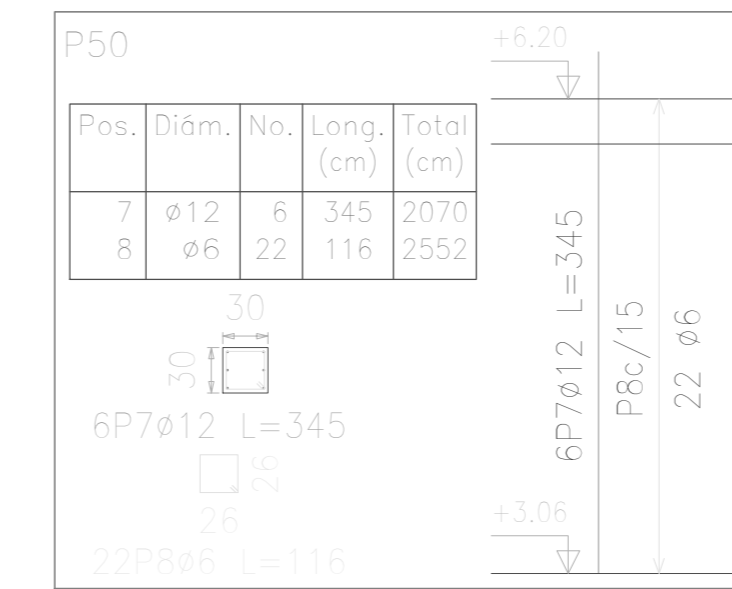 P50
Pos. Diám. No. Long. (cm) Total (cm)
7 ø12 6 345 2070
8 ø6 22 116 2552
30
30
6P7ø12 L=345
26
26
22P8ø6 L=116
+6.20
6P7ø12 L=345
P8c/15
22 ø6
+3.06